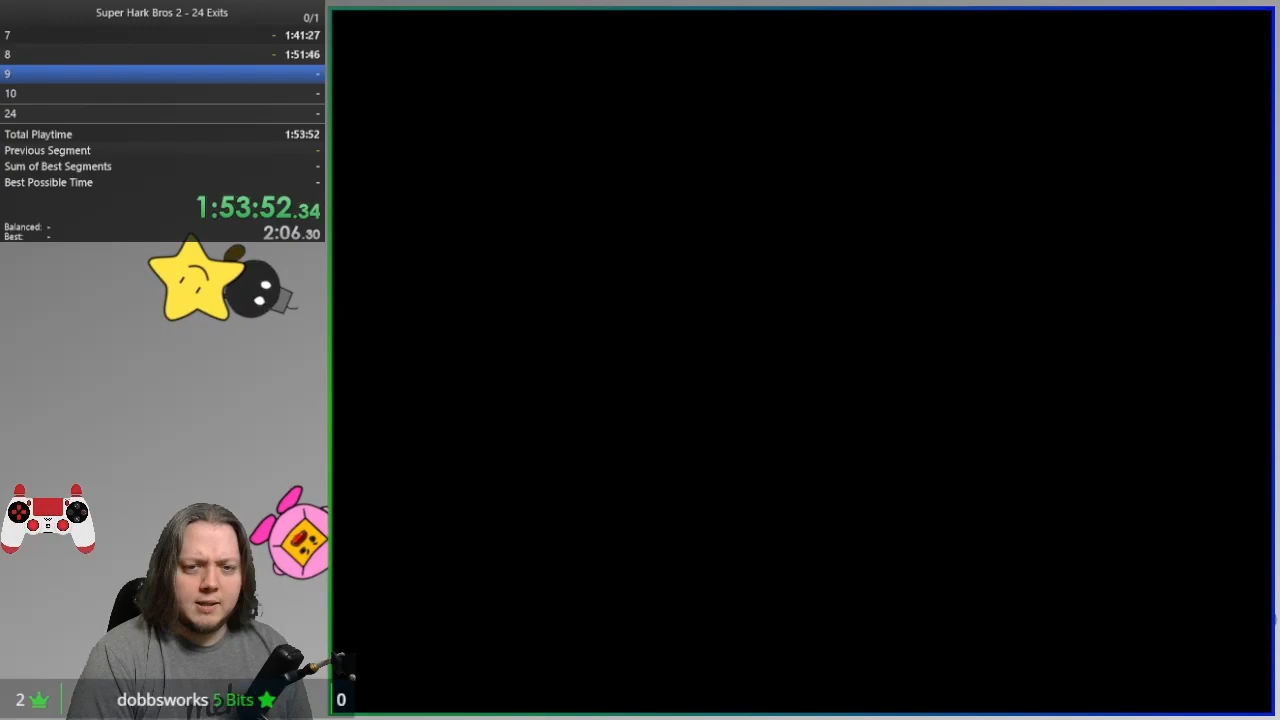 Super Hark Bros 2 - 24 Exits
0/1
7 - 1:41:27
8 - 1:51:46
9 -
10 -
24 -
Total Playtime 1:53:52
Previous Segment -
Sum of Best Segments -
Best Possible Time -
1:53:52.34
Balanced: -
Best: -
2:06.30
2 dobbsworks 5 Bits 0